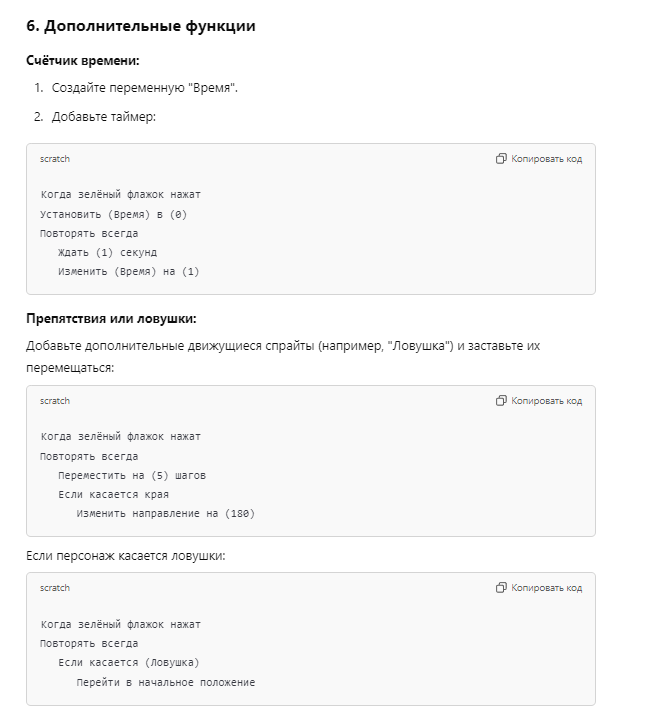 6. Дополнительные функции
Счётчик времени:
1. Создайте переменную "Время".
2. Добавьте таймер:
scratch
Копировать код
Когда зелёный флажок нажат
Установить (Время) в (0)
Повторять всегда
Ждать (1) секунд
Изменить (Время) на (1)
Препятствия или ловушки:
Добавьте дополнительные движущиеся спрайты (например, "Ловушка") и заставьте их
перемещаться:
scratch
Копировать код
Когда зелёный флажок нажат
Повторять всегда
Переместить на (5) шагов
Если касается края
Изменить направление на (180)
Если персонаж касается ловушки:
scratch
Копировать код
Когда зелёный флажок нажат
Повторять всегда
Если касается (Ловушка)
Перейти в начальное положение